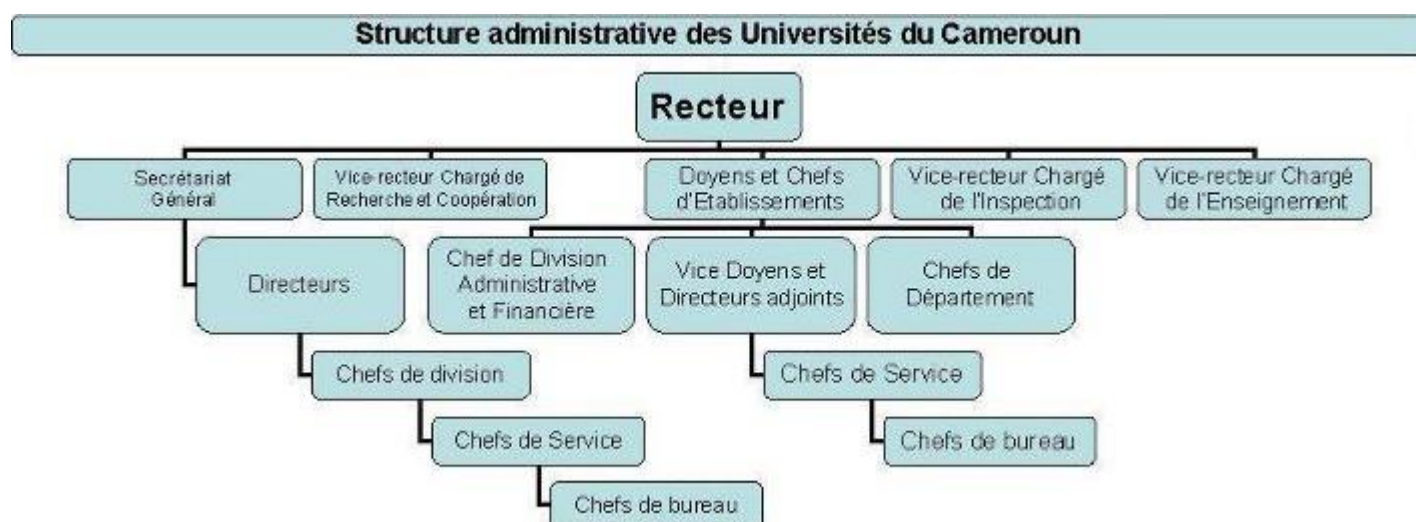 Structure administrative des Universités du Cameroun
Recteur
Secrétariat
Général
Vice-recteur Chargé de
Recherche et Coopération
Doyens et Chefs
d'Etablissements
Vice-recteur Chargé
de l'Inspection
Vice-recteur Chargé
de l'Enseignement
Directeurs
Chef de Division
Administrative
et Financière
Vice Doyens et
Directeurs adjoints
Chefs de
Département
Chefs de division
Chefs de Service
Chefs de Service
Chefs de bureau
Chefs de bureau